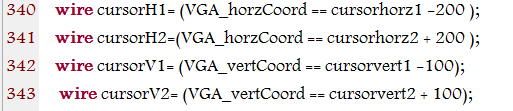 340 wire cursorH1= (VGA_horzCoord == cursorhorz1 -200 );
341 wire cursorH2=(VGA_horzCoord == cursorhorz2 + 200 );
342 wire cursorV1= (VGA_vertCoord == cursorvert1 -100);
343 wire cursorV2= (VGA_vertCoord == cursorvert2 + 100);